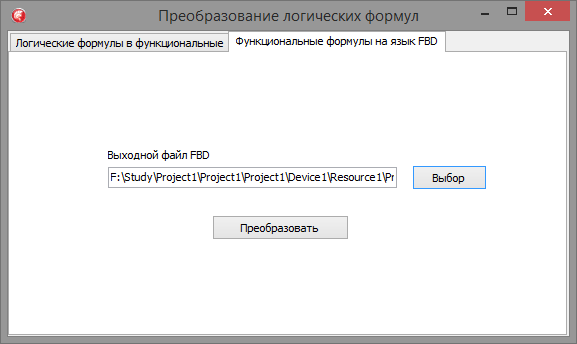 Преобразование логических формул
Логические формулы в функциональные
Функциональные формулы на язык FBD
Выходной файл FBD
F:\Study\Project1\Project1\Project1\Device1\Resource1\Pr
Выбор
Преобразовать